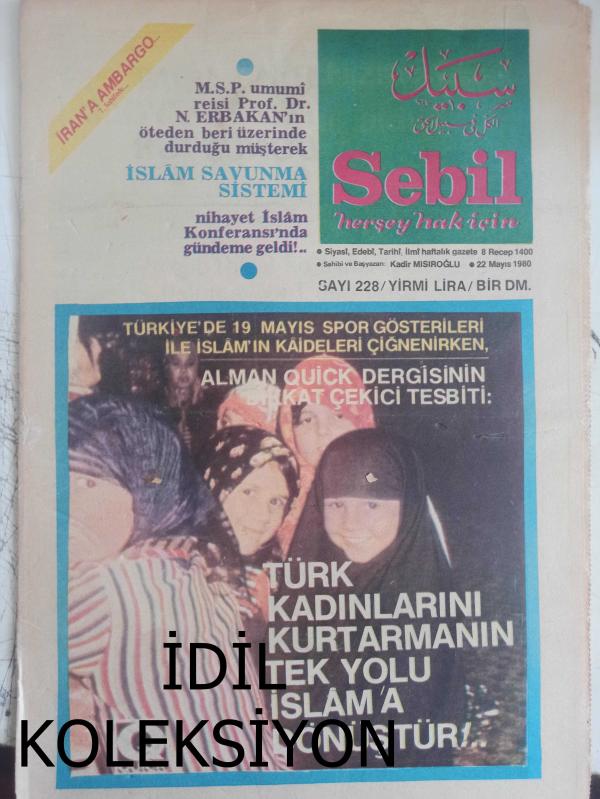 İRAN'A AMBARGO..
M.S.P. umumî
reisi Prof. Dr.
N. ERBAKAN'ın
öteden beri üzerinde
durduğu müşterek
İSLÂM SAVUNMA
SİSTEMİ
nihayet İslâm
Konferansı'nda
gündeme geldi!..
سبيل
Sebil
herşey hak için
● Siyasî, Edebî, Tarihî, İlmî haftalık gazete 8 Recep 1400
● Sahibi ve Başyazarı: Kadir MISIROĞLU ● 22 Mayıs 1980
SAYI 228/YİRMİ LİRA/BİR DM.
TÜRKİYE'DE 19 MAYIS SPOR GÖSTERİLERİ
İLE İSLÂM'IN KÂİDELERİ ÇİĞNENİRKEN,
ALMAN QUICK DERGİSİNİN
DİKKAT ÇEKİCİ TESBİTİ:
TÜRK
KADINLARINI
KURTARMANIN
TEK YOLU
İSLÂM'A
DÖNÜŞTÜR!..
İDİL
KOLEKSİYON